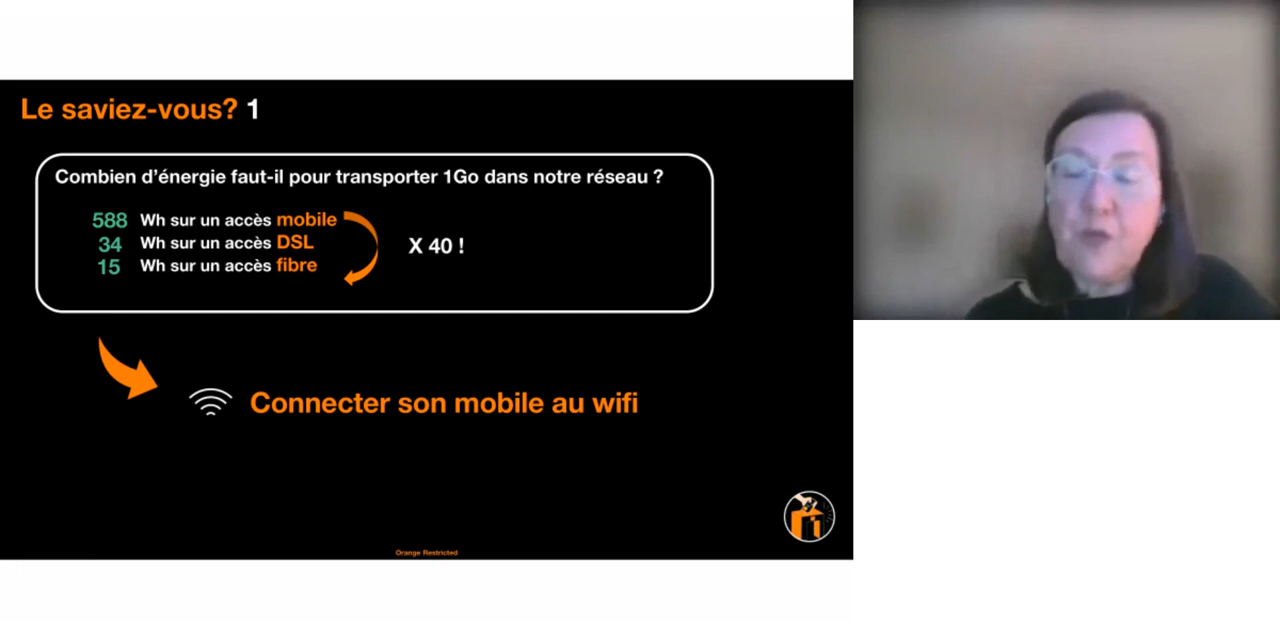 Le saviez-vous? 1
Combien d’énergie faut-il pour transporter 1Go dans notre réseau ?
588 Wh sur un accès mobile
34 Wh sur un accès DSL
15 Wh sur un accès fibre
X 40 !
Connecter son mobile au wifi
Orange Restricted